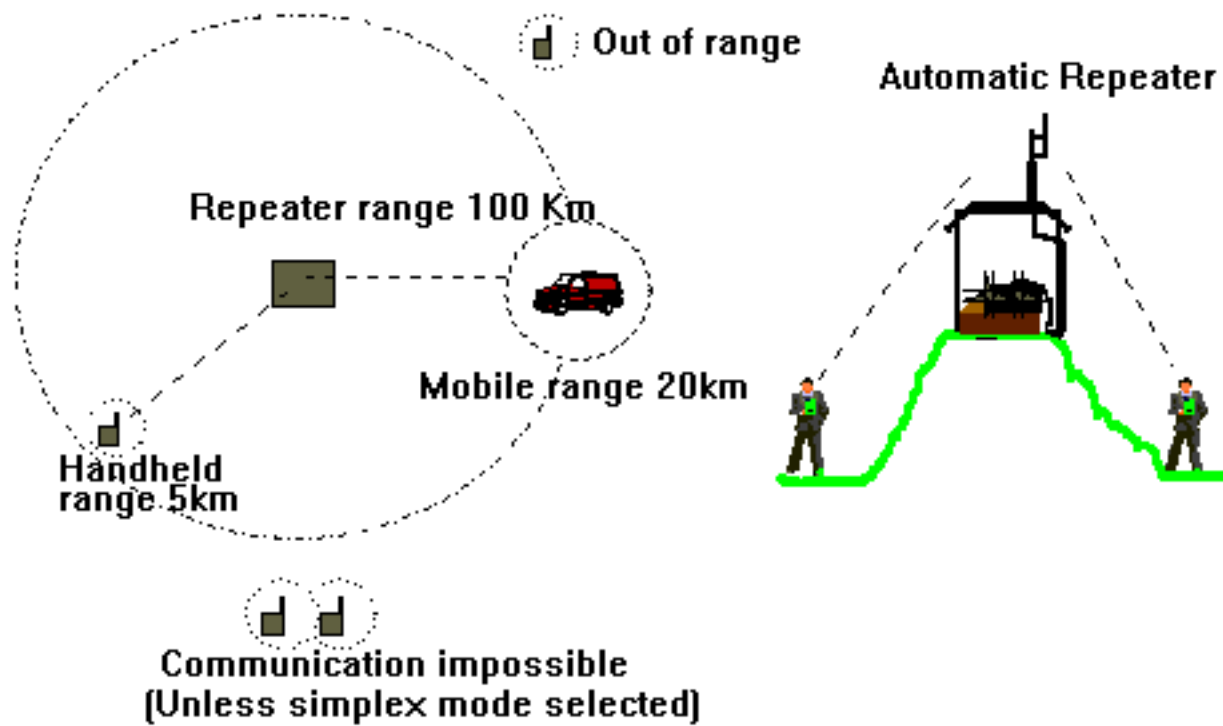 Out of range
Automatic Repeater
Repeater range 100 Km
Mobile range 20km
Handheld
range 5km
Communication impossible
(Unless simplex mode selected)